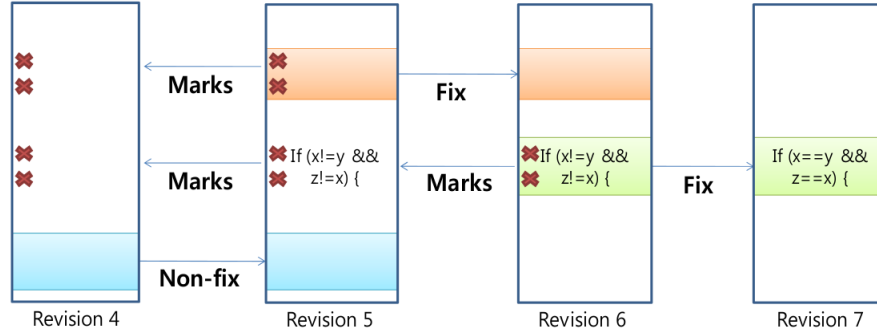 Marks
Fix
If (x!=y &&
z!=x) {
If (x!=y &&
z!=x) {
If (x==y &&
z==x) {
Marks
Marks
Fix
Non-fix
Revision 4
Revision 5
Revision 6
Revision 7